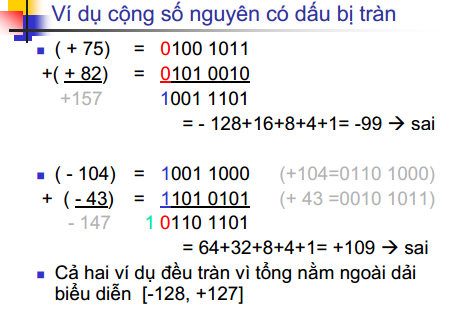 Ví dụ cộng số nguyên có dấu bị tràn
( + 75) = 0100 1011
+( + 82) = 0101 0010
+157 1001 1101
= - 128+16+8+4+1= -99 → sai
( - 104) = 1001 1000 (+104=0110 1000)
+ ( - 43) = 1101 0101 (+ 43 =0010 1011)
- 147 1 0110 1101
= 64+32+8+4+1= +109 → sai
Cả hai ví dụ đều tràn vì tổng nằm ngoài dải
biểu diễn [-128, +127]